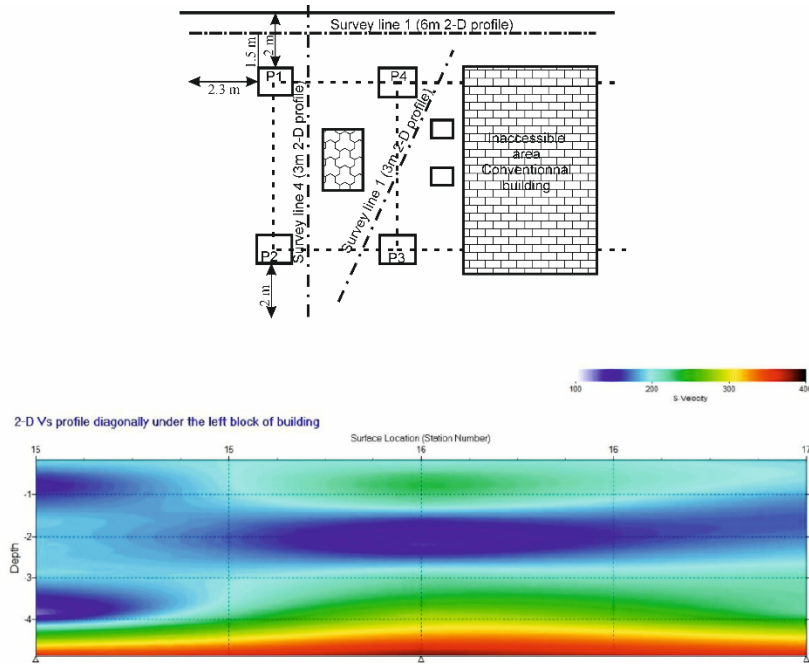 Survey line 1 (6m 2-D profile)
2 m
1.5 m
P1
P4
2.3 m
Survey line 4 (3m 2-D profile)
Survey line 1 (3m 2-D profile)
Inaccessible
area
Conventionnal
building
P2
P3
2 m
100 200 300 400
S-Velocity
2-D Vs profile diagonally under the left block of building
Surface Location (Station Number)
15 15 16 16 17
Depth
-1
-2
-3
-4